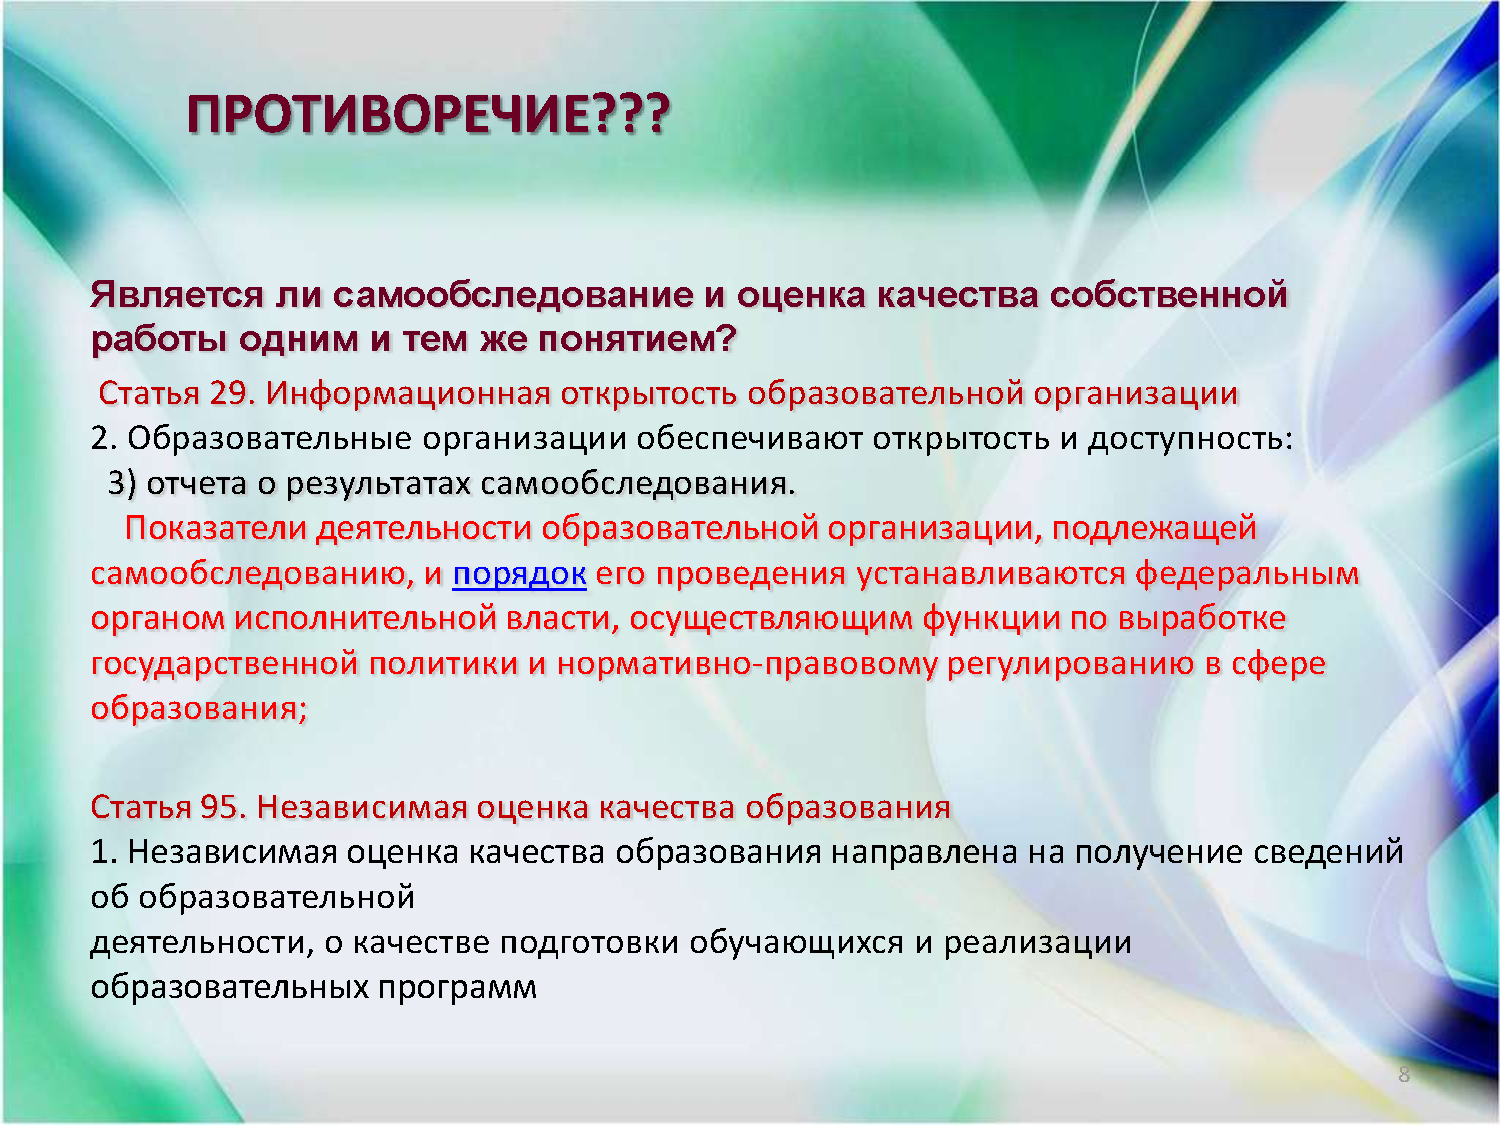 ПРОТИВОРЕЧИЕ???
Является ли самообследование и оценка качества собственной
работы одним и тем же понятием?
Статья 29. Информационная открытость образовательной организации
2. Образовательные организации обеспечивают открытость и доступность:
3) отчета о результатах самообследования.
Показатели деятельности образовательной организации, подлежащей
самообследованию, и порядок его проведения устанавливаются федеральным
органом исполнительной власти, осуществляющим функции по выработке
государственной политики и нормативно-правовому регулированию в сфере
образования;
Статья 95. Независимая оценка качества образования
1. Независимая оценка качества образования направлена на получение сведений
об образовательной
деятельности, о качестве подготовки обучающихся и реализации
образовательных программ
8